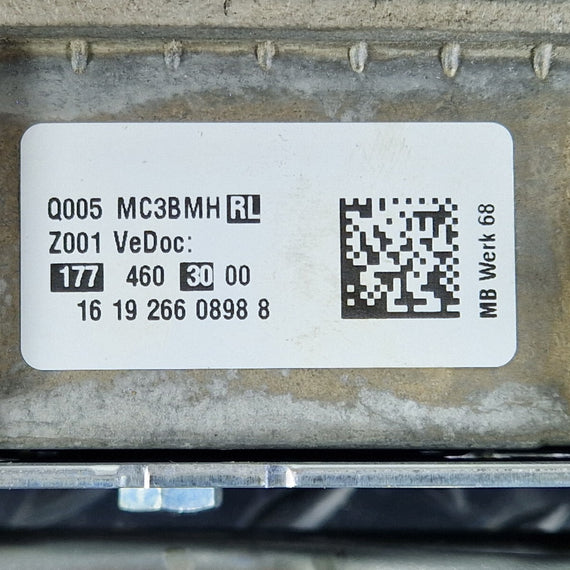 Q005 MC3BMH RL
Z001 VeDoc:
177 460 30 00
16 19 266 0898 8
MB Werk 68